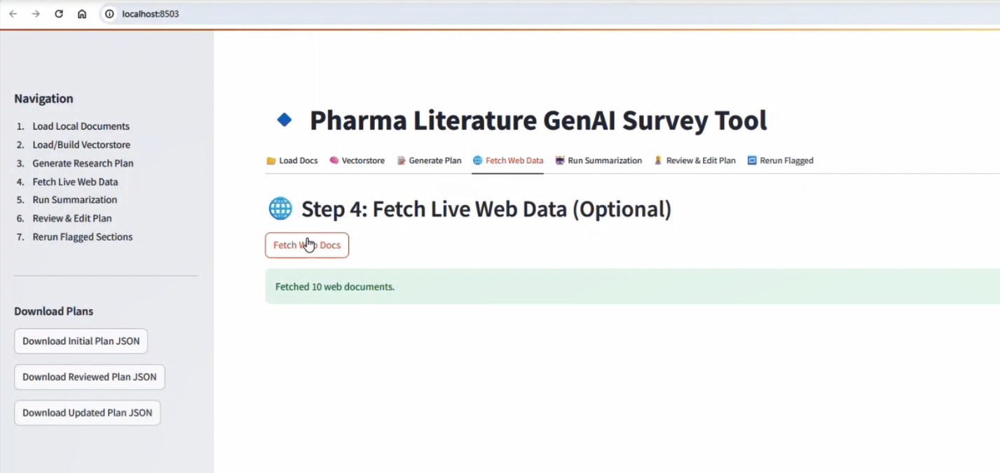 localhost:8503
Navigation
1. Load Local Documents
2. Load/Build Vectorstore
3. Generate Research Plan
4. Fetch Live Web Data
5. Run Summarization
6. Review & Edit Plan
7. Rerun Flagged Sections
Download Plans
Download Initial Plan JSON
Download Reviewed Plan JSON
Download Updated Plan JSON
Pharma Literature GenAI Survey Tool
Load Docs Vectorstore Generate Plan Fetch Web Data Run Summarization Review & Edit Plan Rerun Flagged
Step 4: Fetch Live Web Data (Optional)
Fetch Web Docs
Fetched 10 web documents.